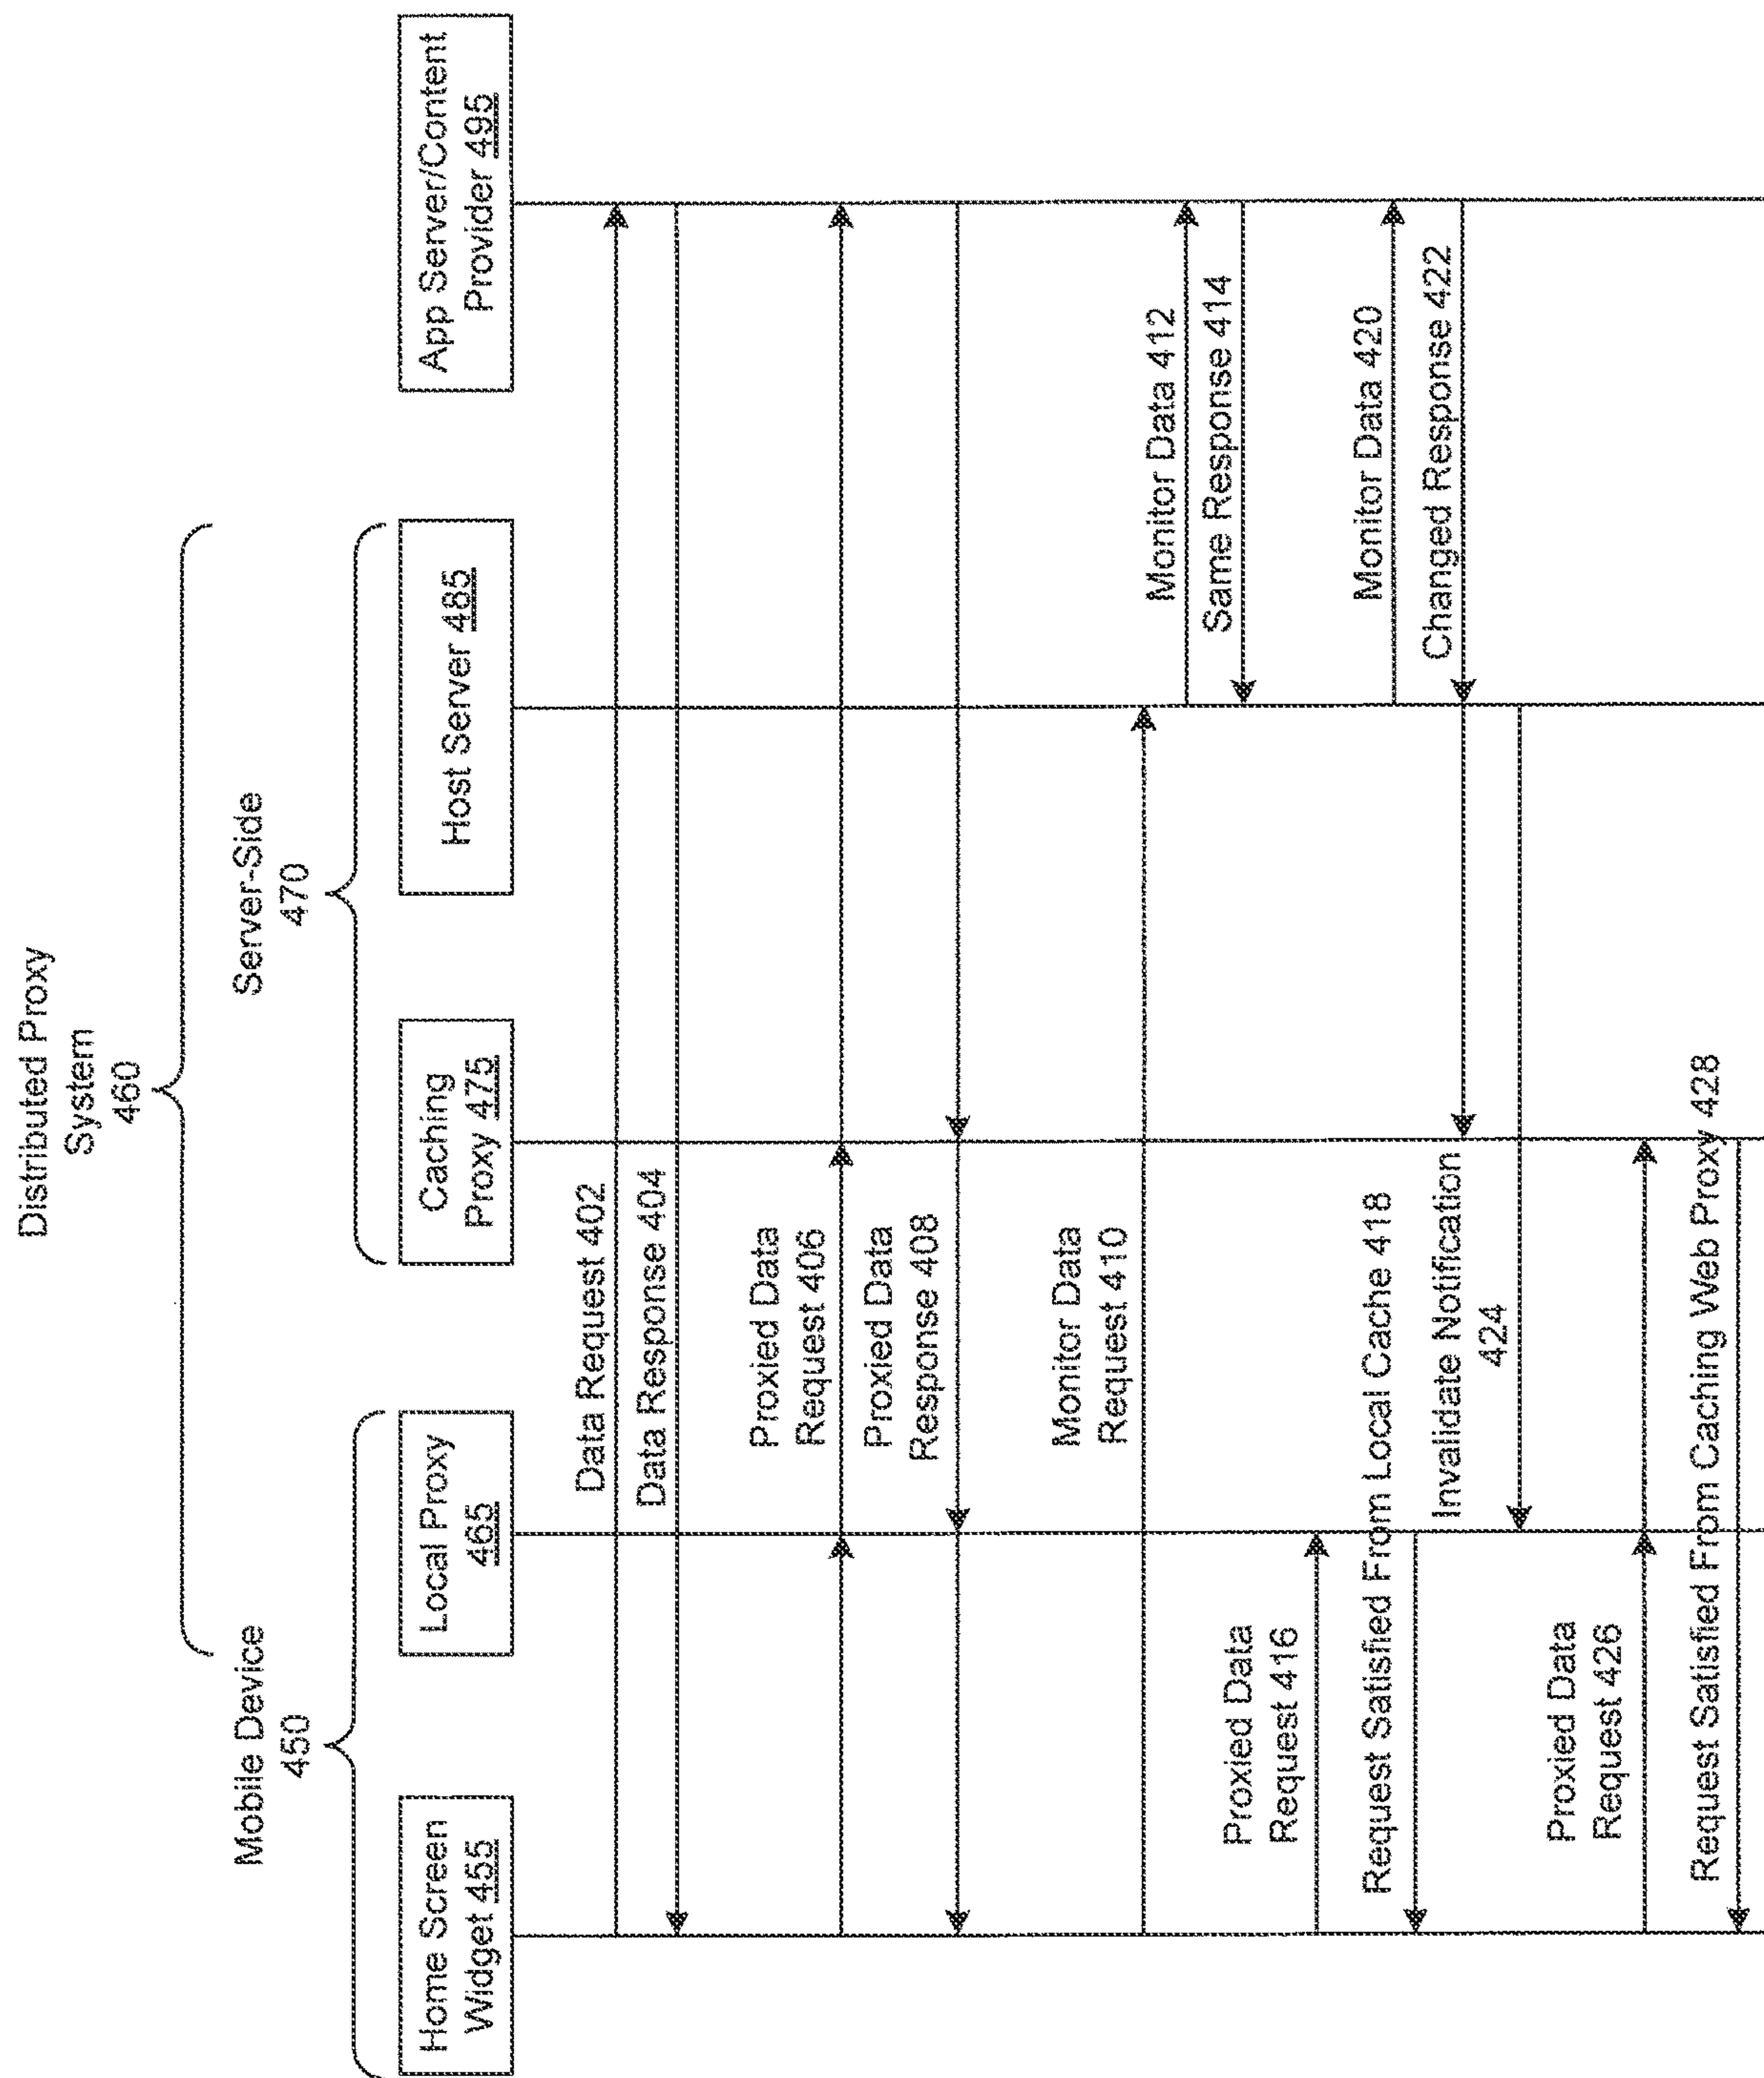 Distributed Proxy
System
460
Mobile Device
450
Server-Side
470
Home Screen
Widget 455
Local Proxy
465
Caching
Proxy 475
Host Server 485
App Server/Content
Provider 495
Data Request 402
Data Response 404
Proxied Data
Request 406
Proxied Data
Response 408
Monitor Data
Request 410
Monitor Data 412
Same Response 414
Proxied Data
Request 416
Request Satisfied From Local Cache 418
Monitor Data 420
Changed Response 422
Invalidate Notification
424
Proxied Data
Request 426
Request Satisfied From Caching Web Proxy 428